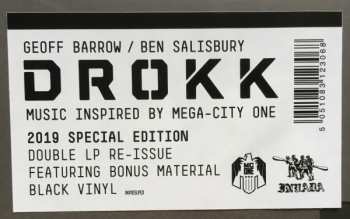 GEOFF BARROW / BEN SALISBURY
DROKK
MUSIC INSPIRED BY MEGA-CITY ONE
2019 SPECIAL EDITION
DOUBLE LP RE-ISSUE
FEATURING BONUS MATERIAL
BLACK VINYL
5051083123068
INVADA